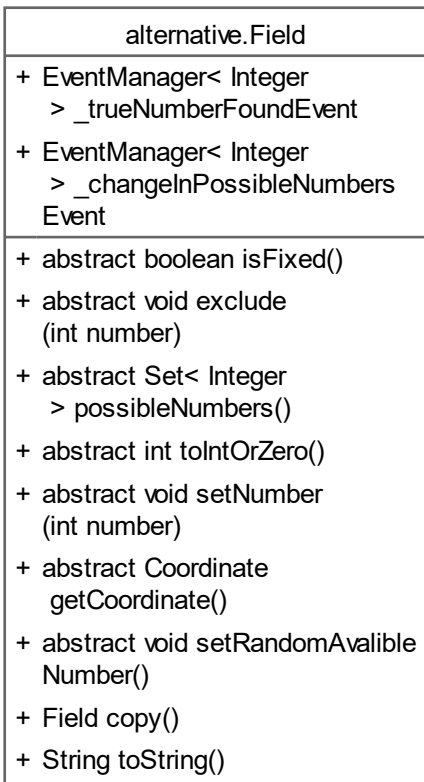 alternative.Field
+ EventManager< Integer
> _trueNumberFoundEvent
+ EventManager< Integer
> _changeInPossibleNumbers
Event
+ abstract boolean isFixed()
+ abstract void exclude
(int number)
+ abstract Set< Integer
> possibleNumbers()
+ abstract int toIntOrZero()
+ abstract void setNumber
(int number)
+ abstract Coordinate
getCoordinate()
+ abstract void setRandomAvalible
Number()
+ Field copy()
+ String toString()